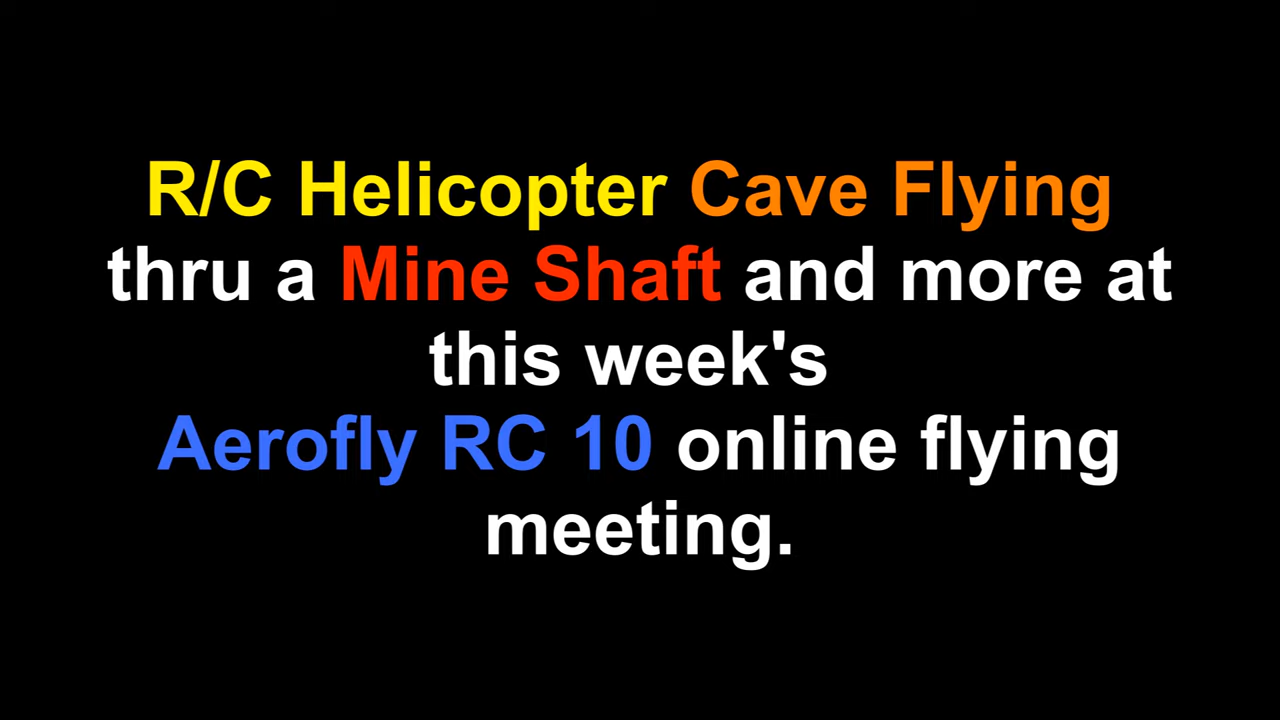 R/C Helicopter Cave Flying
thru a Mine Shaft and more at
this week's
Aerofly RC 10 online flying
meeting.